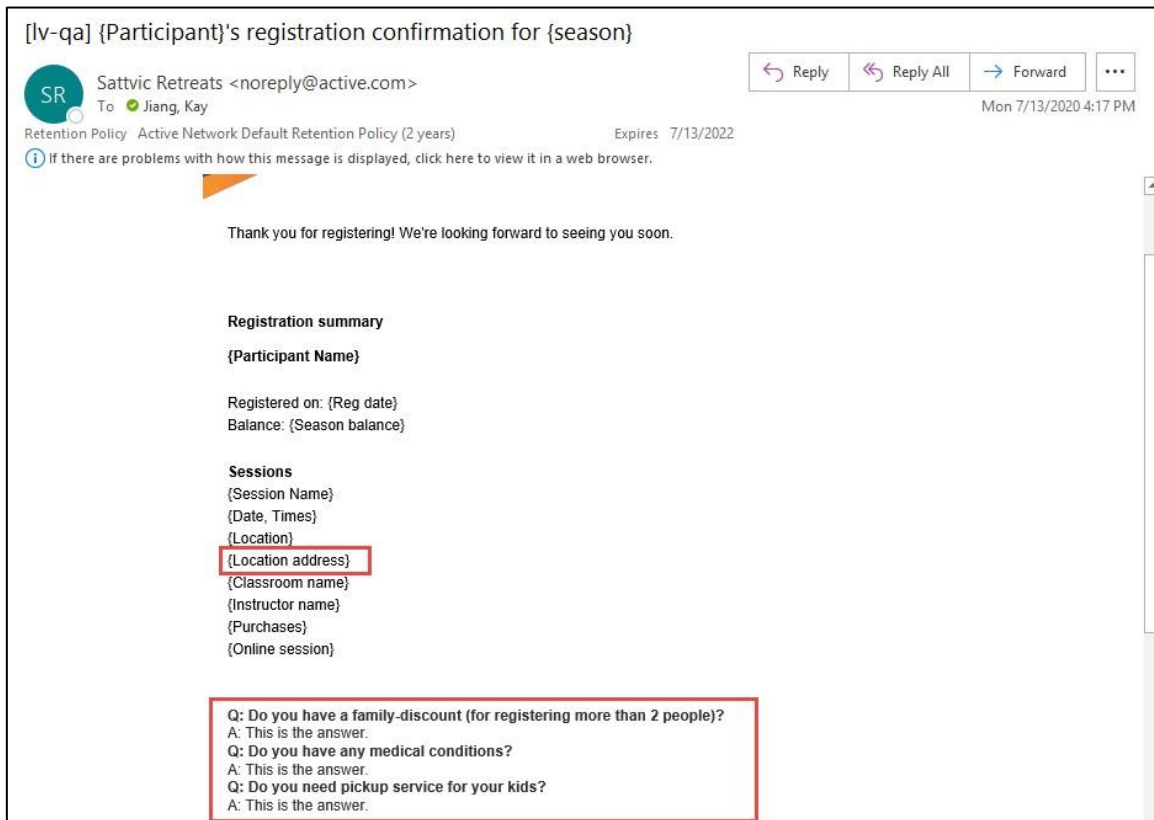 [lv-qa] {Participant}'s registration confirmation for {season}
SR
Sattvic Retreats <noreply@active.com>
To Jiang, Kay
Reply
Reply All
Forward
Mon 7/13/2020 4:17 PM
Retention Policy Active Network Default Retention Policy (2 years)
Expires 7/13/2022
If there are problems with how this message is displayed, click here to view it in a web browser.
Thank you for registering! We're looking forward to seeing you soon.
Registration summary
{Participant Name}
Registered on: {Reg date}
Balance: {Season balance}
Sessions
{Session Name}
{Date, Times}
{Location}
{Location address}
{Classroom name}
{Instructor name}
{Purchases}
{Online session}
Q: Do you have a family-discount (for registering more than 2 people)?
A: This is the answer.
Q: Do you have any medical conditions?
A: This is the answer.
Q: Do you need pickup service for your kids?
A: This is the answer.